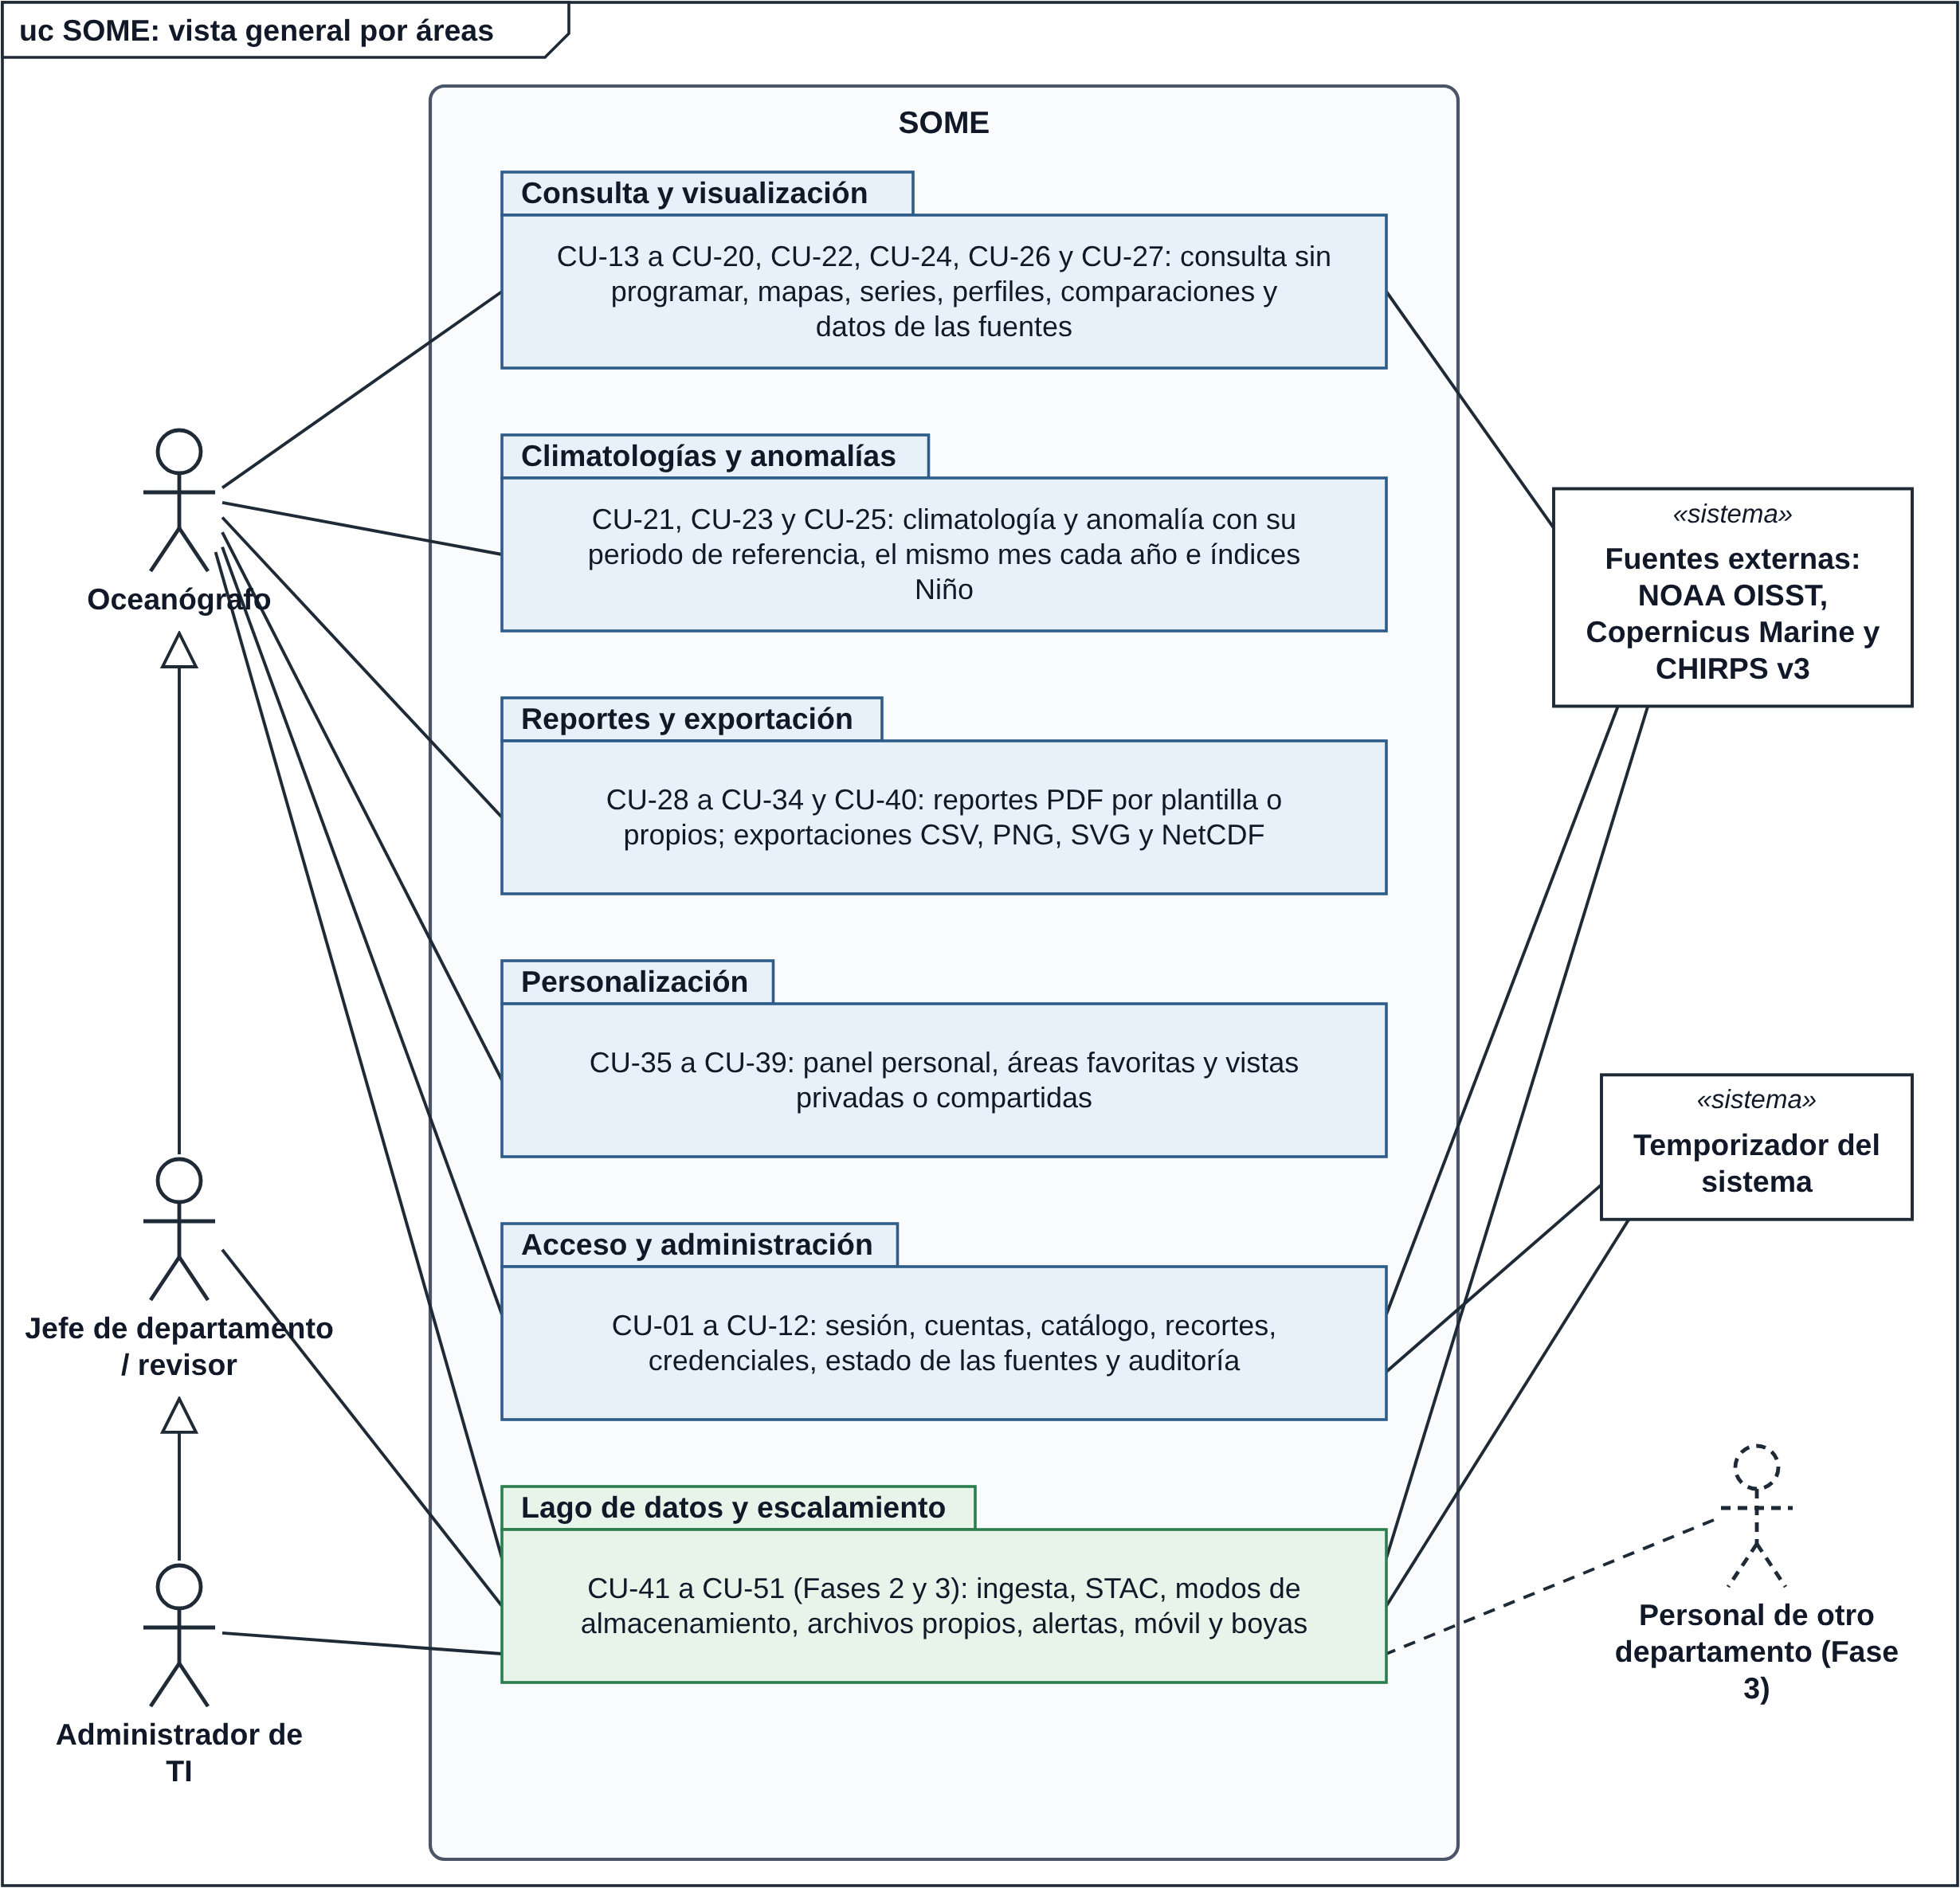 uc SOME: vista general por áreas
SOME
Consulta y visualización
CU-13 a CU-20, CU-22, CU-24, CU-26 y CU-27: consulta sin
programar, mapas, series, perfiles, comparaciones y
datos de las fuentes
Climatologías y anomalías
CU-21, CU-23 y CU-25: climatología y anomalía con su
periodo de referencia, el mismo mes cada año e índices
Niño
Reportes y exportación
CU-28 a CU-34 y CU-40: reportes PDF por plantilla o
propios; exportaciones CSV, PNG, SVG y NetCDF
Personalización
CU-35 a CU-39: panel personal, áreas favoritas y vistas
privadas o compartidas
Acceso y administración
CU-01 a CU-12: sesión, cuentas, catálogo, recortes,
credenciales, estado de las fuentes y auditoría
Lago de datos y escalamiento
CU-41 a CU-51 (Fases 2 y 3): ingesta, STAC, modos de
almacenamiento, archivos propios, alertas, móvil y boyas
Oceanógrafo
Jefe de departamento
/ revisor
Administrador de
TI
«sistema»
Fuentes externas:
NOAA OISST,
Copernicus Marine y
CHIRPS v3
«sistema»
Temporizador del
sistema
Personal de otro
departamento (Fase
3)